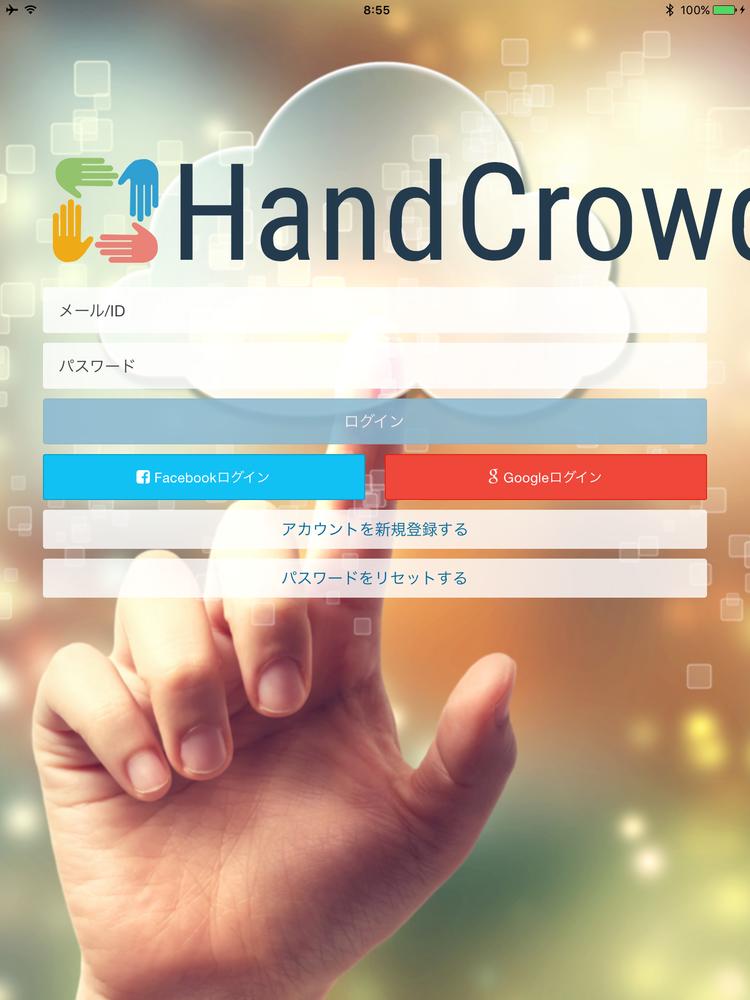 8:55
100%
HandCrowd
メール/ID
パスワード
ログイン
Facebookログイン
Googleログイン
アカウントを新規登録する
パスワードをリセットする